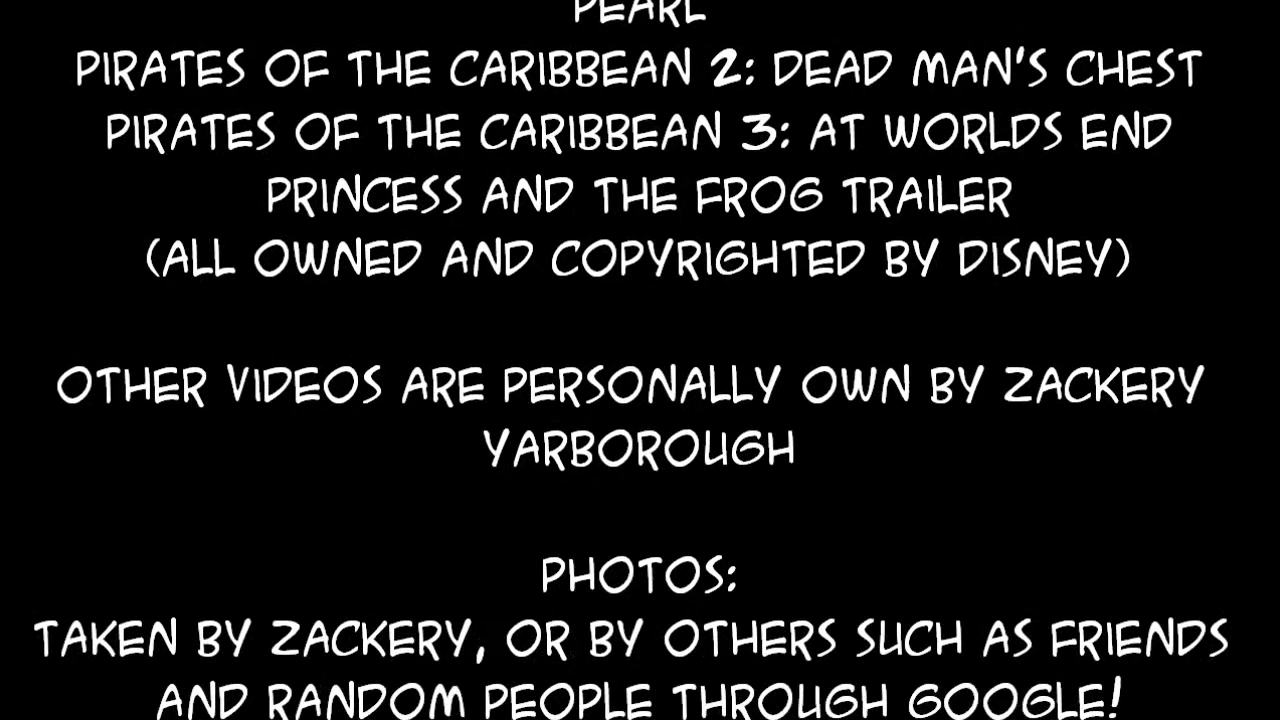 PEARL
PIRATES OF THE CARIBBEAN 2: DEAD MAN'S CHEST
PIRATES OF THE CARIBBEAN 3: AT WORLDS END
PRINCESS AND THE FROG TRAILER
(ALL OWNED AND COPYRIGHTED BY DISNEY)
OTHER VIDEOS ARE PERSONALLY OWN BY ZACKERY
YARBOROUGH
PHOTOS:
TAKEN BY ZACKERY, OR BY OTHERS SUCH AS FRIENDS
AND RANDOM PEOPLE THROUGH GOOGLE!